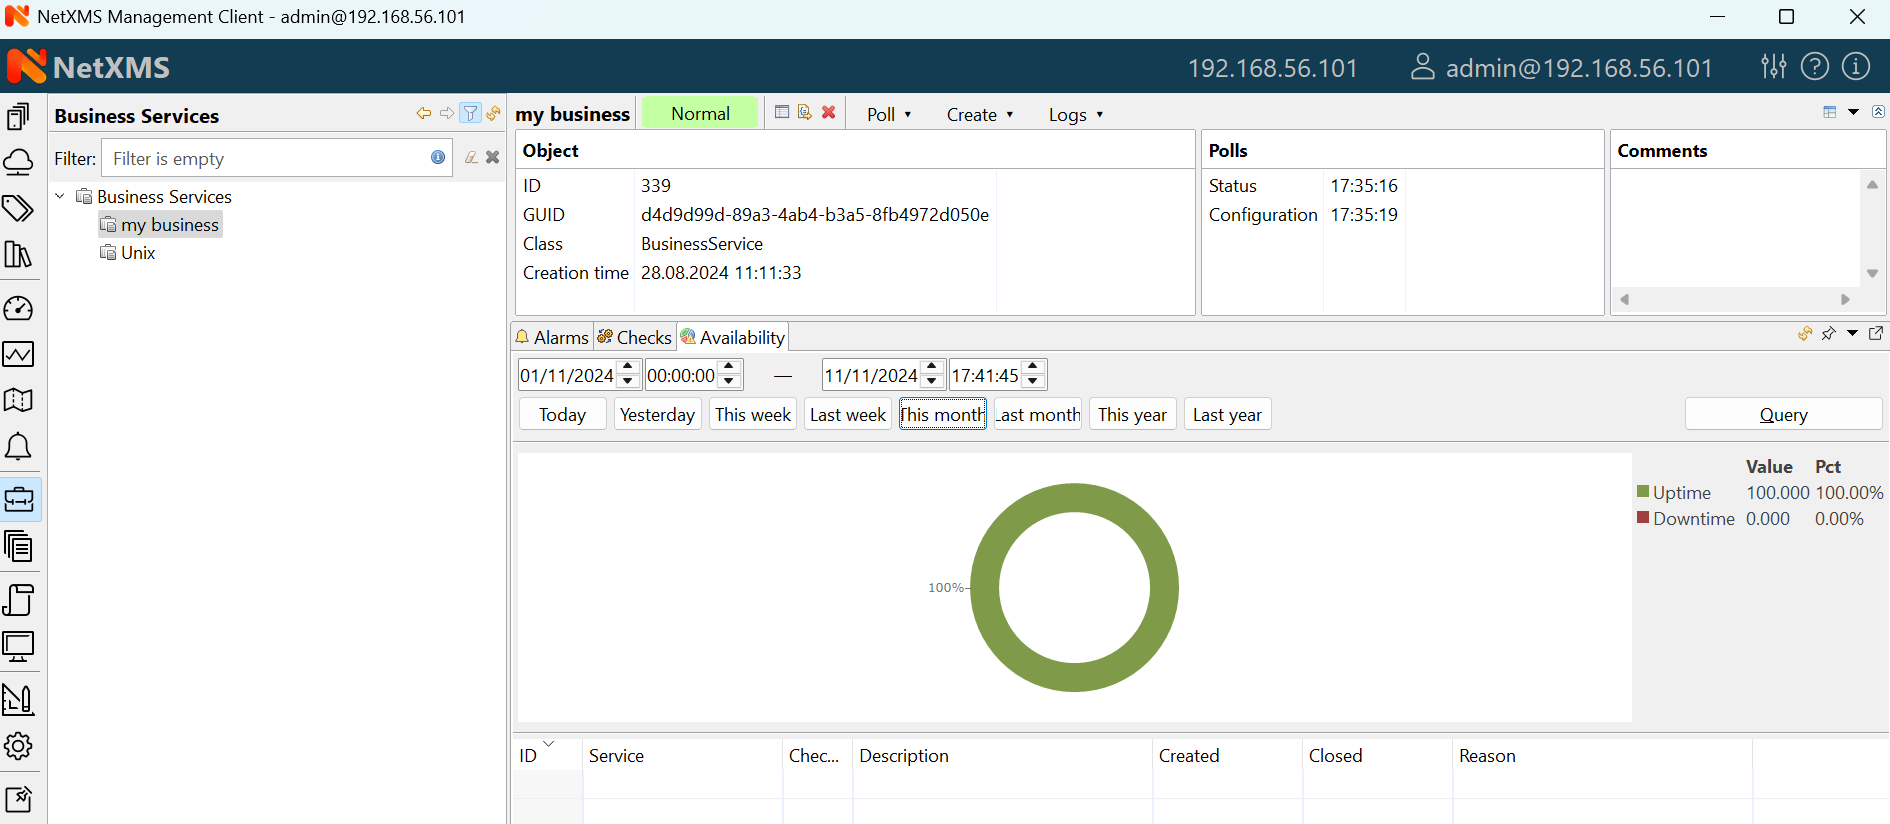 NetXMS Management Client - admin@192.168.56.101
NetXMS
192.168.56.101
admin@192.168.56.101
Business Services
my business
Normal
Poll
Create
Logs
Filter:
Filter is empty
Business Services
my business
Unix
Object
ID 339
GUID d4d9d99d-89a3-4ab4-b3a5-8fb4972d050e
Class BusinessService
Creation time 28.08.2024 11:11:33
Polls
Status 17:35:16
Configuration 17:35:19
Comments
Alarms
Checks
Availability
01/11/2024 00:00:00 — 11/11/2024 17:41:45
Today Yesterday This week Last week This month Last month This year Last year Query
100%
Value Pct
Uptime 100.000 100.00%
Downtime 0.000 0.00%
ID Service Chec... Description Created Closed Reason